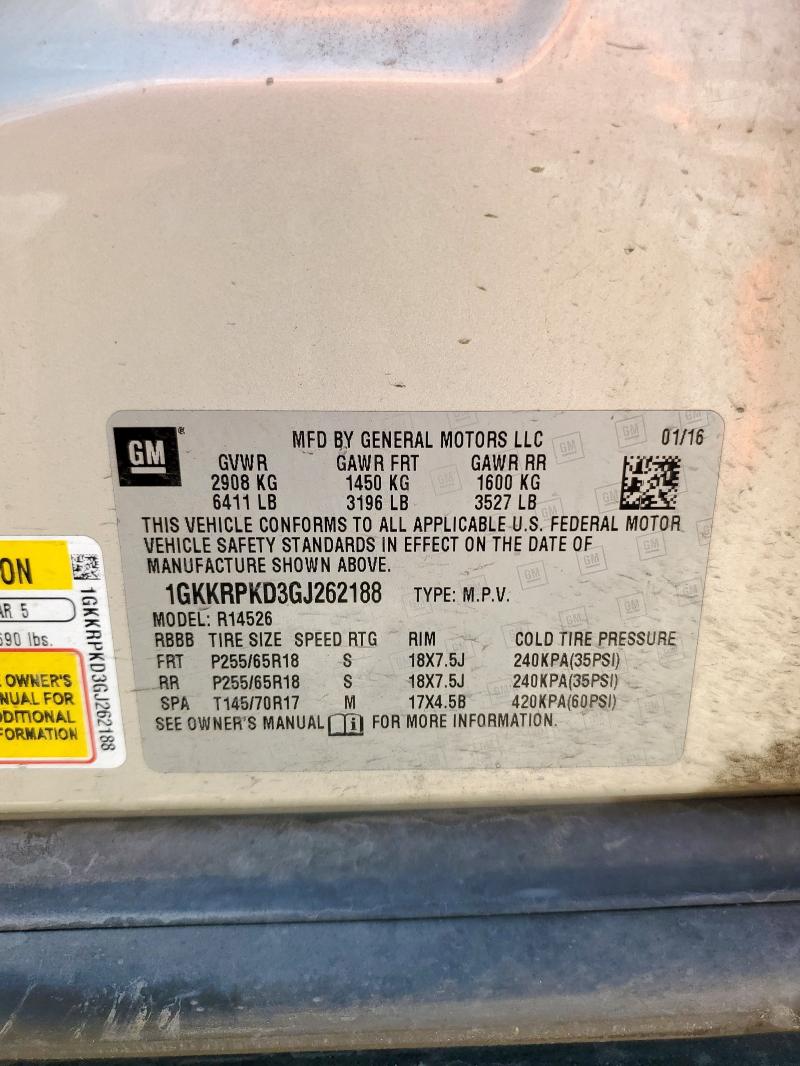 GM
®
MFD BY GENERAL MOTORS LLC
01/16
GVWR GAWR FRT GAWR RR
2908 KG 1450 KG 1600 KG
6411 LB 3196 LB 3527 LB
THIS VEHICLE CONFORMS TO ALL APPLICABLE U.S. FEDERAL MOTOR
VEHICLE SAFETY STANDARDS IN EFFECT ON THE DATE OF
MANUFACTURE SHOWN ABOVE.
1GKKRPKD3GJ262188 TYPE: M.P.V.
MODEL: R14526
RBBB TIRE SIZE SPEED RTG RIM COLD TIRE PRESSURE
FRT P255/65R18 S 18X7.5J 240KPA(35PSI)
RR P255/65R18 S 18X7.5J 240KPA(35PSI)
SPA T145/70R17 M 17X4.5B 420KPA(60PSI)
SEE OWNER'S MANUAL i FOR MORE INFORMATION.
ON
AR 5
690 lbs.
OWNER'S
NUAL FOR
DDITIONAL
FORMATION
1GKKRPKD3GJ262188